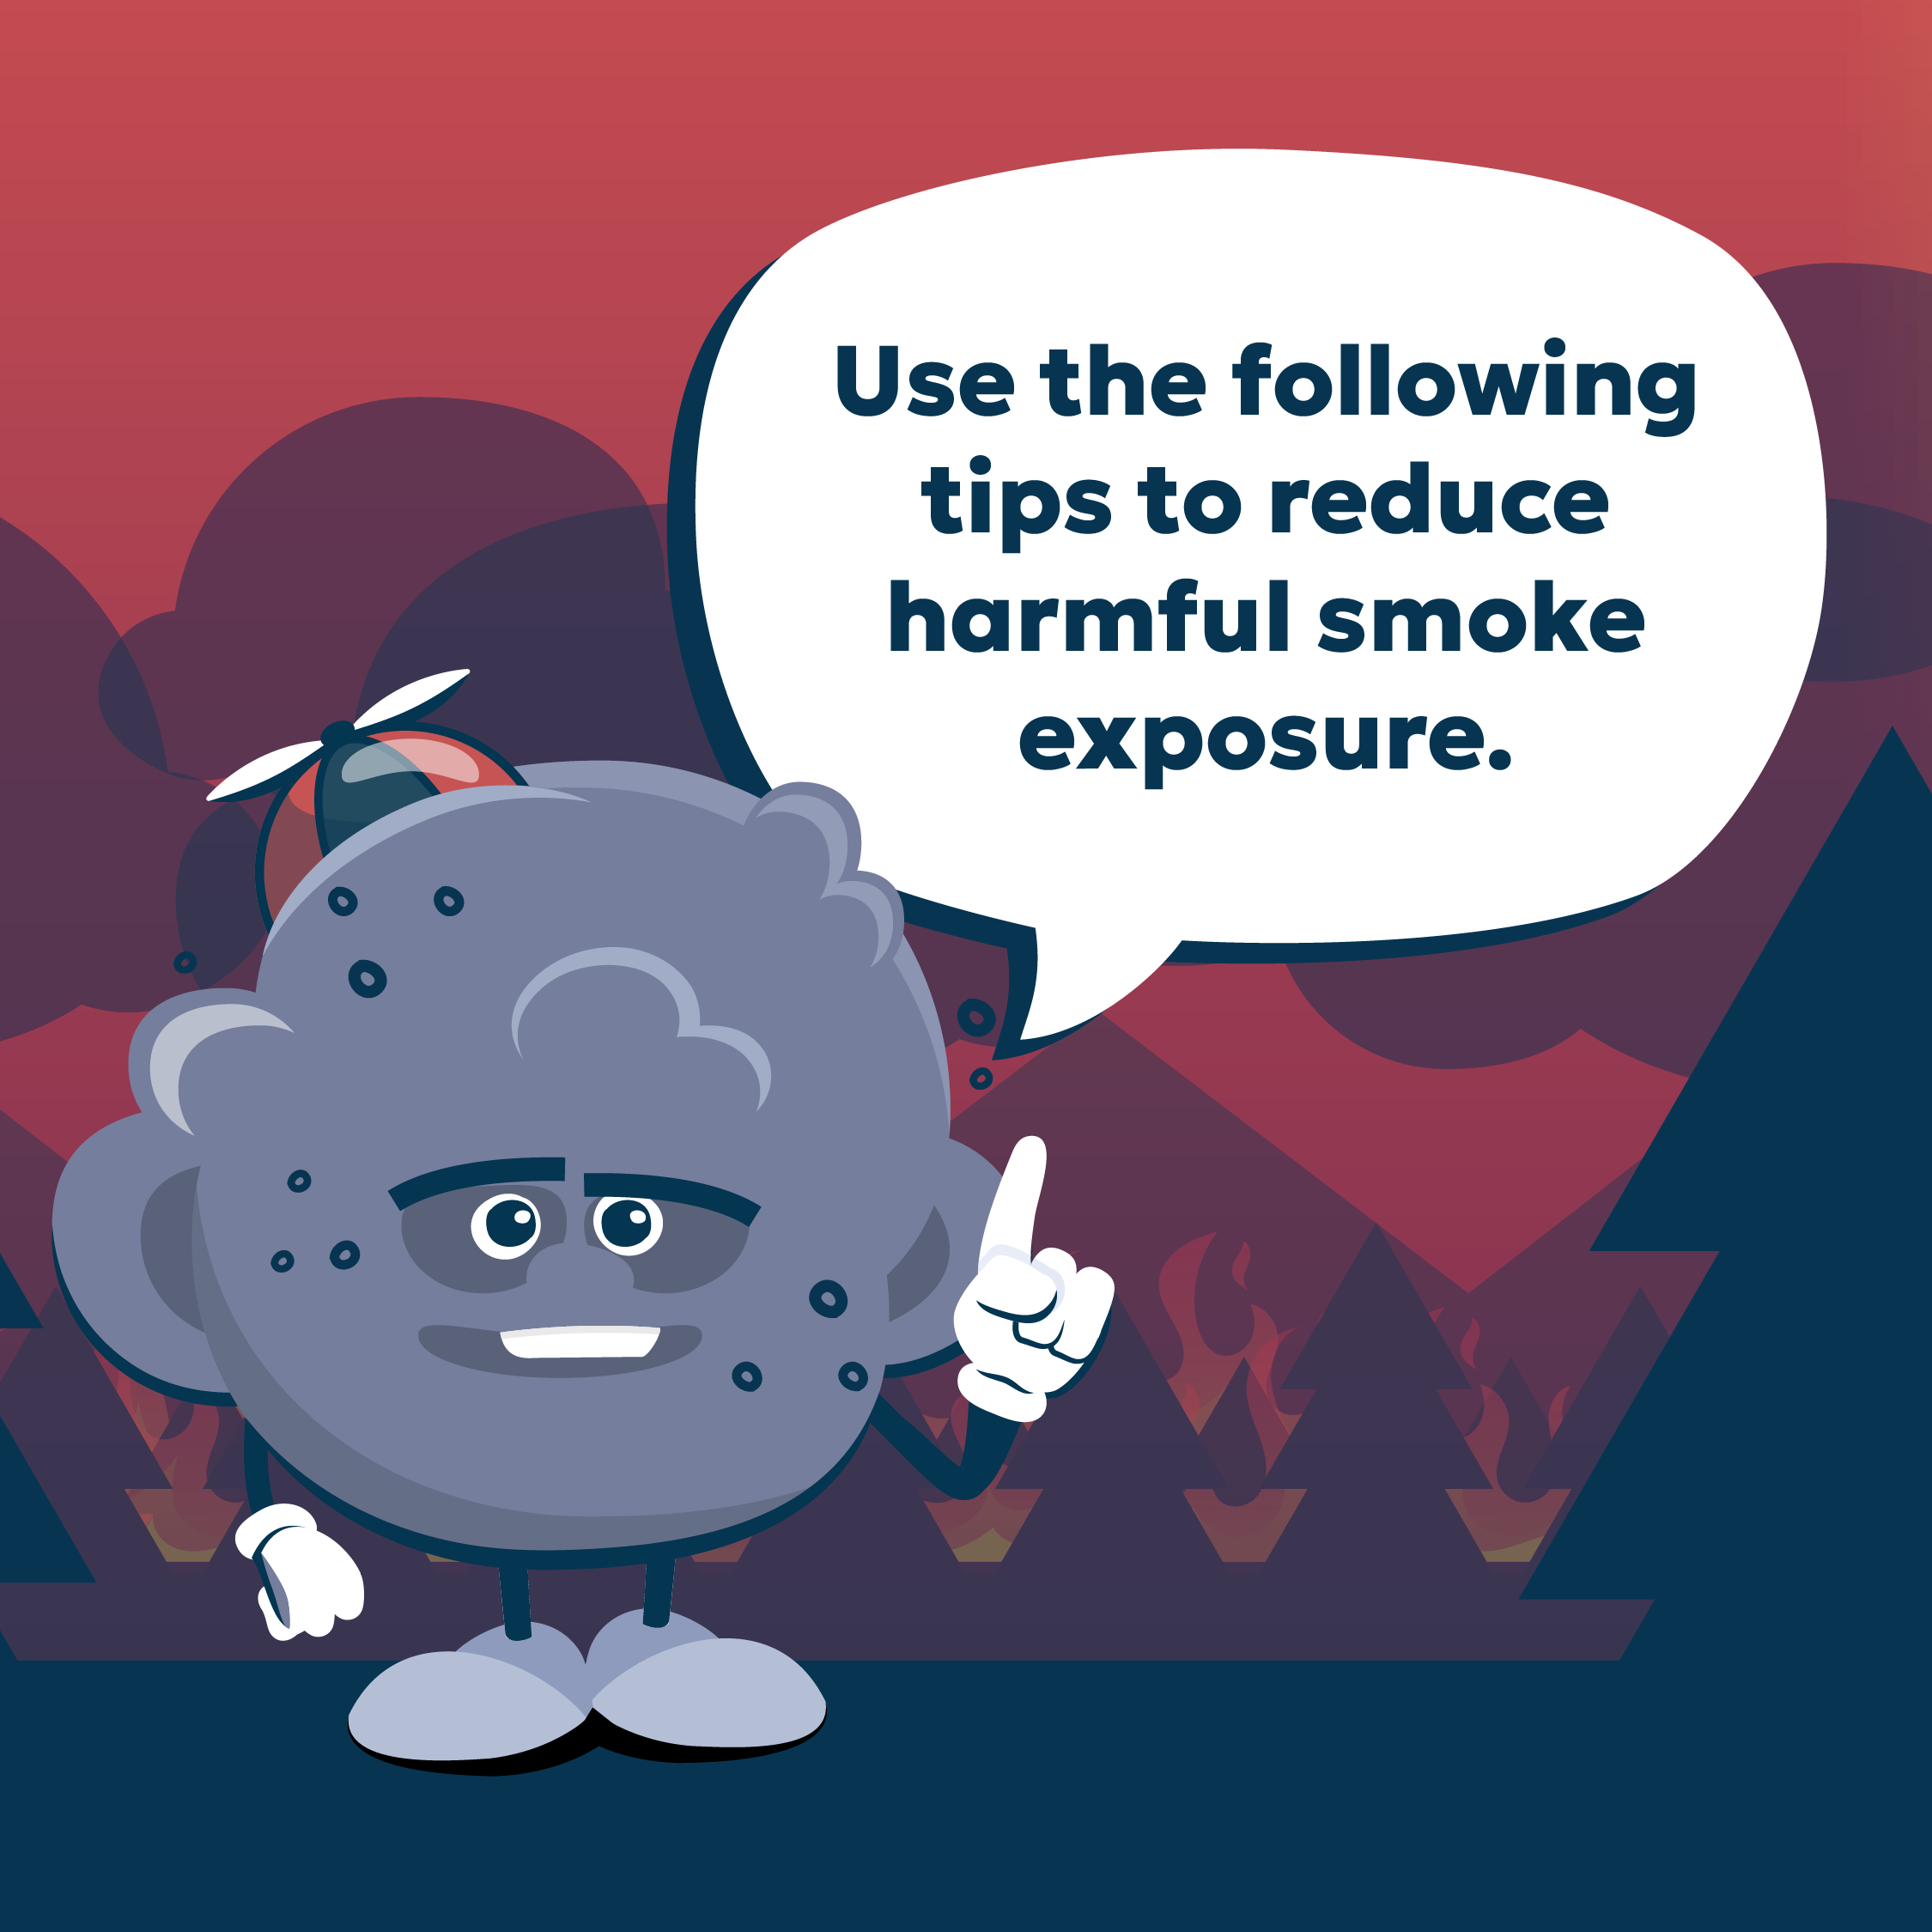 Use the following
tips to reduce
harmful smoke
exposure.